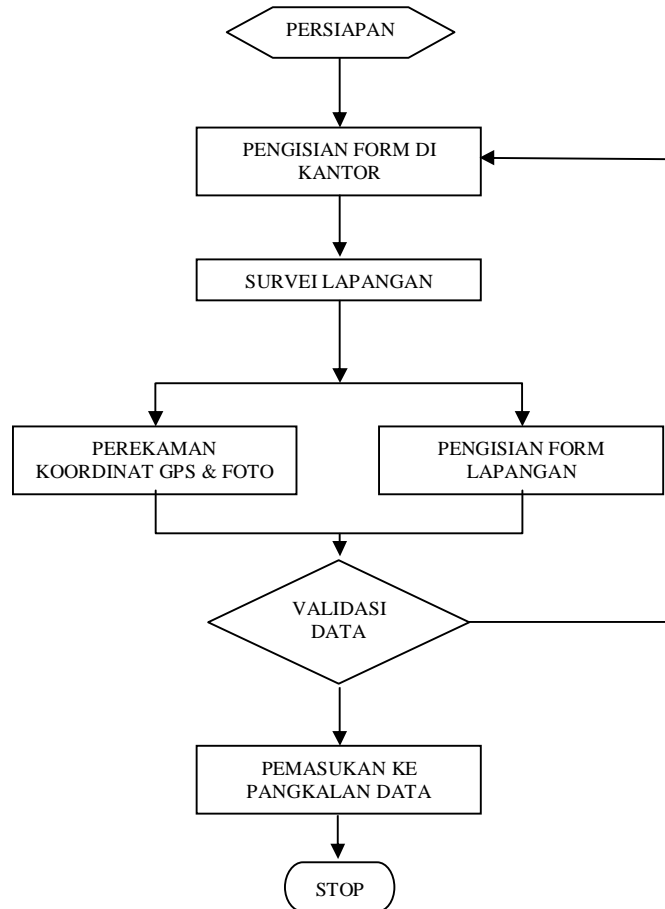 PERSIAPAN
PENGISIAN FORM DI
KANTOR
SURVEI LAPANGAN
PEREKAMAN
KOORDINAT GPS & FOTO
PENGISIAN FORM
LAPANGAN
VALIDASI
DATA
PEMASUKAN KE
PANGKALAN DATA
STOP